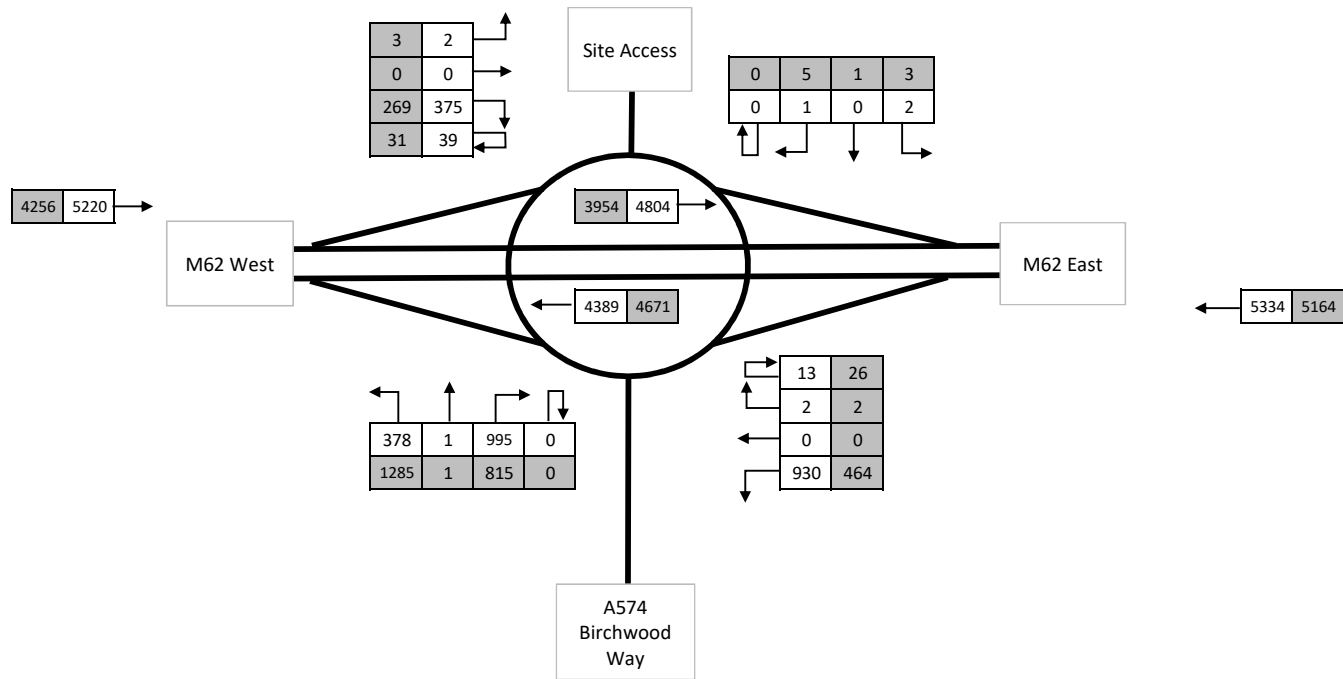 3 2
0 0
269 375
31 39
Site Access
0 5 1 3
0 1 0 2
4256 5220
3954 4804
M62 West
M62 East
4389 4671
5334 5164
378 1 995 0
1285 1 815 0
13 26
2 2
0 0
930 464
A574
Birchwood
Way